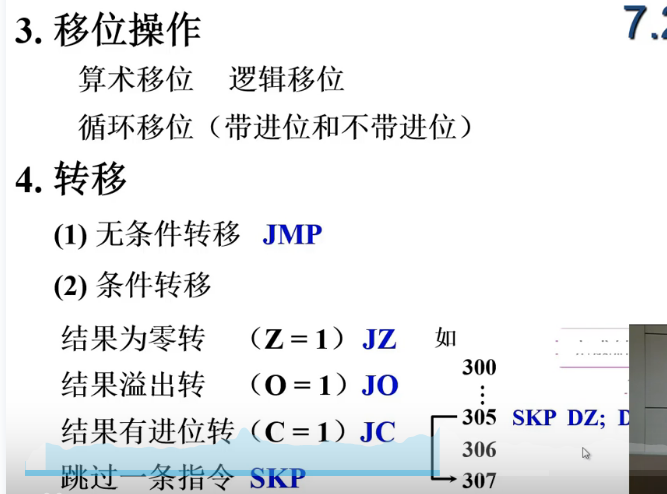 3. 移位操作
7.2
算术移位 逻辑移位
循环移位（带进位和不带进位）
4. 转移
(1) 无条件转移 JMP
(2) 条件转移
结果为零转 （Z = 1）JZ 如
300
结果溢出转 （O = 1）JO
⋮
305 SKP DZ; D
结果有进位转（C = 1）JC
306
跳过一条指令 SKP
307